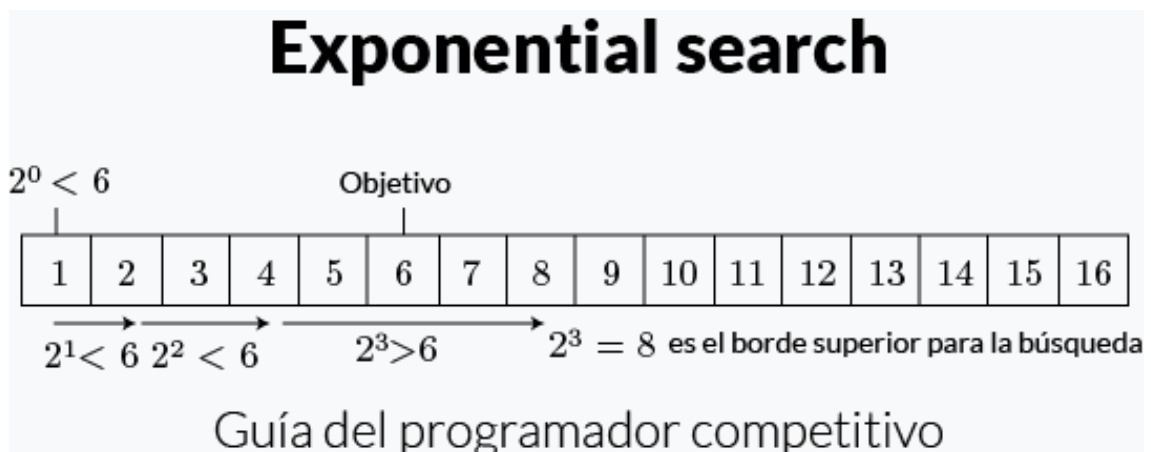 Exponential search
2⁰ < 6
Objetivo
1 2 3 4 5 6 7 8 9 10 11 12 13 14 15 16
2¹< 6 2² < 6 2³>6 2³ = 8 es el borde superior para la búsqueda
Guía del programador competitivo